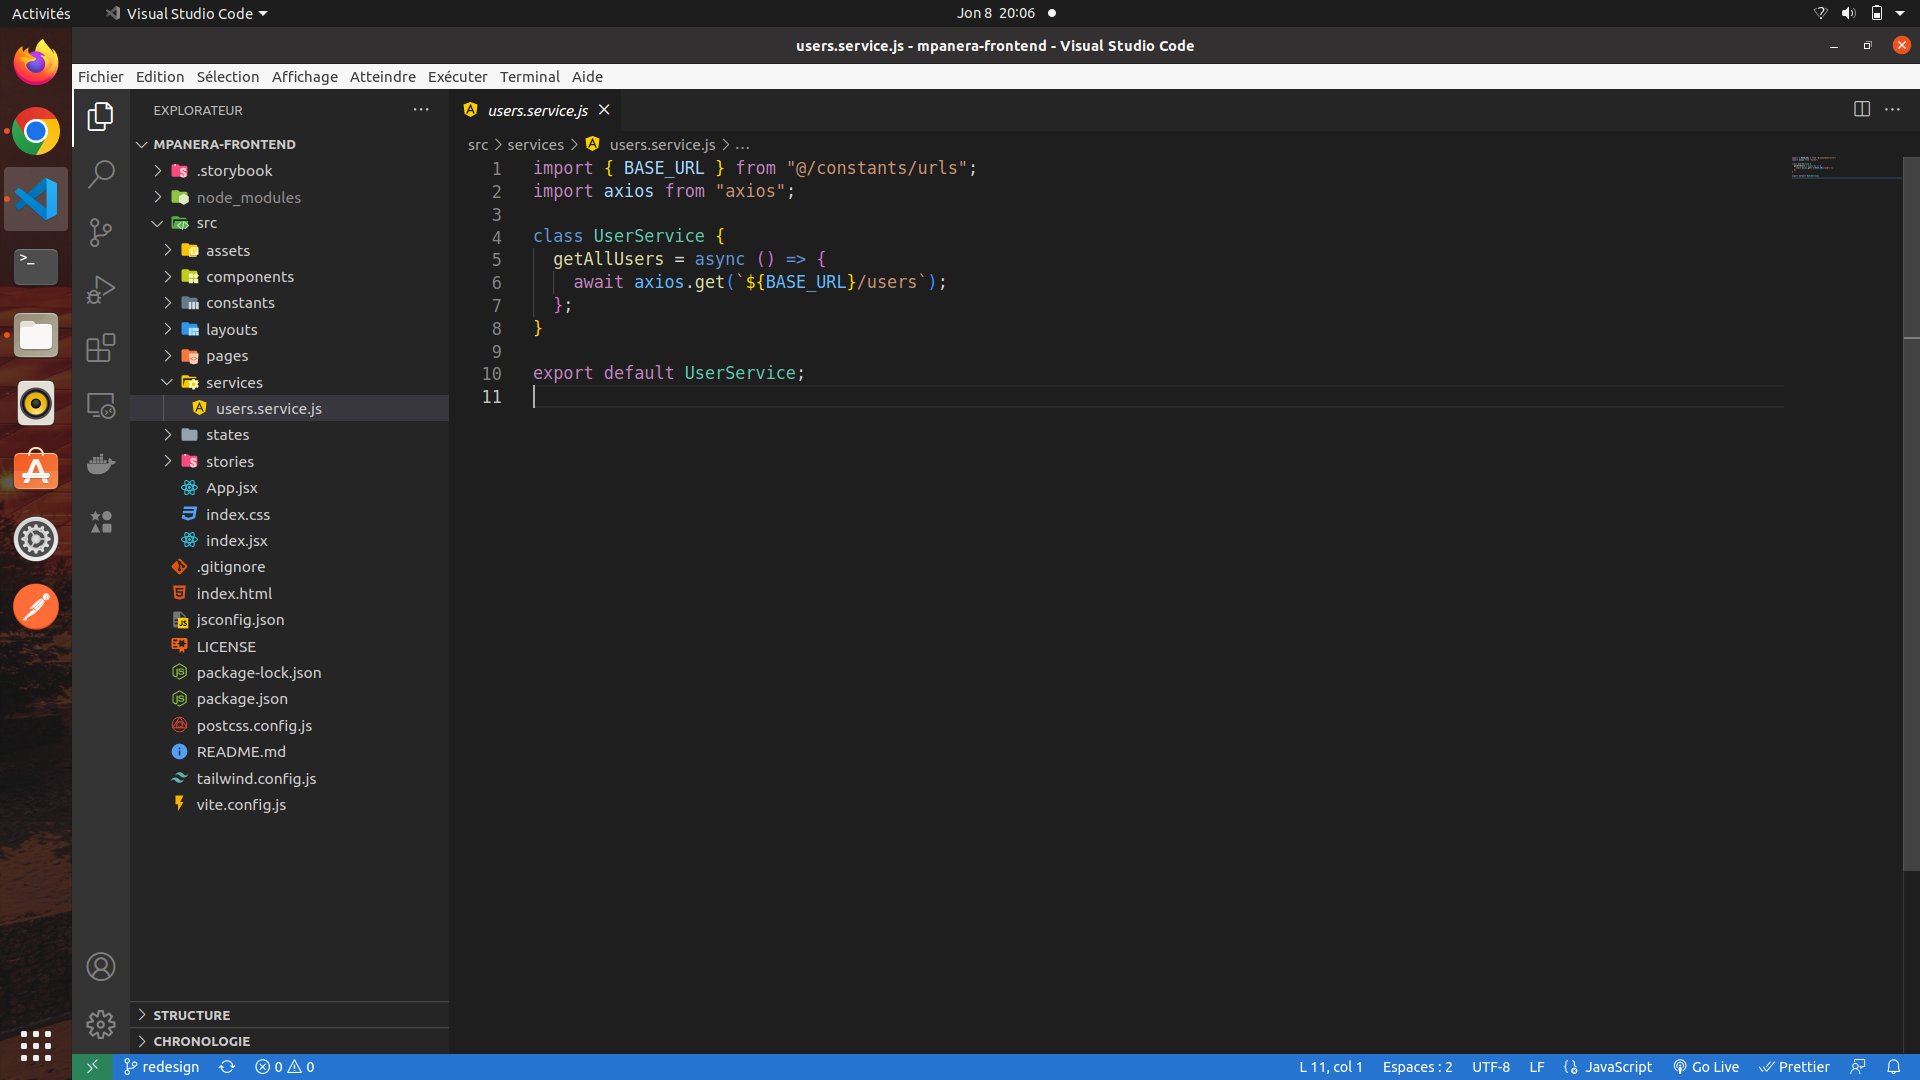 Activités
Visual Studio Code
Jon 8 20:06
users.service.js - mpanera-frontend - Visual Studio Code
Fichier Edition Sélection Affichage Atteindre Exécuter Terminal Aide
EXPLORATEUR
MPANERA-FRONTEND
.storybook
node_modules
src
assets
components
constants
layouts
pages
services
users.service.js
states
stories
App.jsx
index.css
index.jsx
.gitignore
index.html
jsconfig.json
LICENSE
package-lock.json
package.json
postcss.config.js
README.md
tailwind.config.js
vite.config.js
STRUCTURE
CHRONOLOGIE
users.service.js
src > services > users.service.js > ...
1 import { BASE_URL } from "@/constants/urls";
2 import axios from "axios";
3
4 class UserService {
5 getAllUsers = async () => {
6 await axios.get(`${BASE_URL}/users`);
7 };
8 }
9
10 export default UserService;
11
redesign 0 0
L 11, col 1 Espaces : 2 UTF-8 LF JavaScript Go Live Prettier